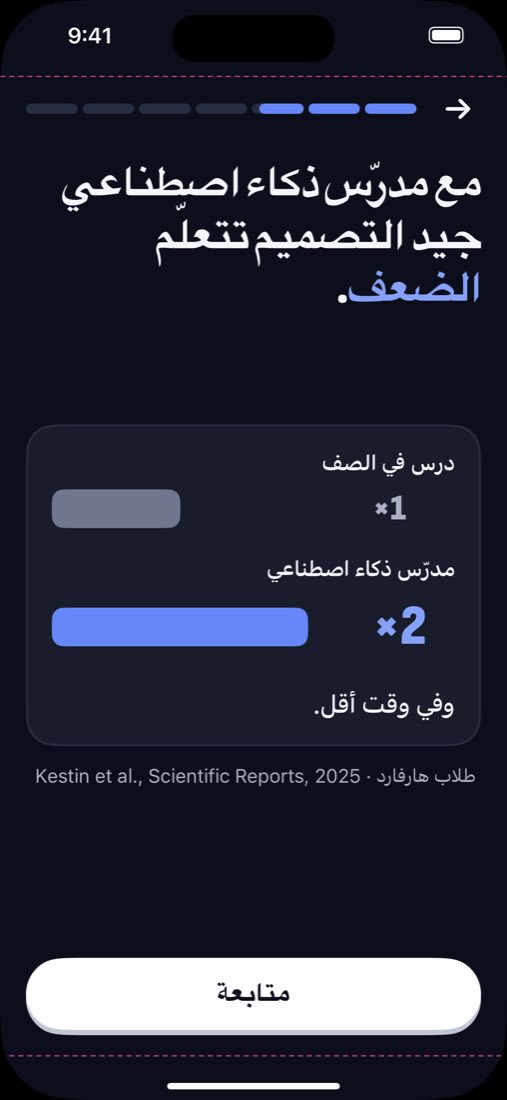 9:41
مع مدرّس ذكاء اصطناعي
جيد التصميم تتعلّم
الضعف.
درس في الصف
×1
مدرّس ذكاء اصطناعي
×2
وفي وقت أقل.
طلاب هارفارد · Kestin et al., Scientific Reports, 2025
متابعة